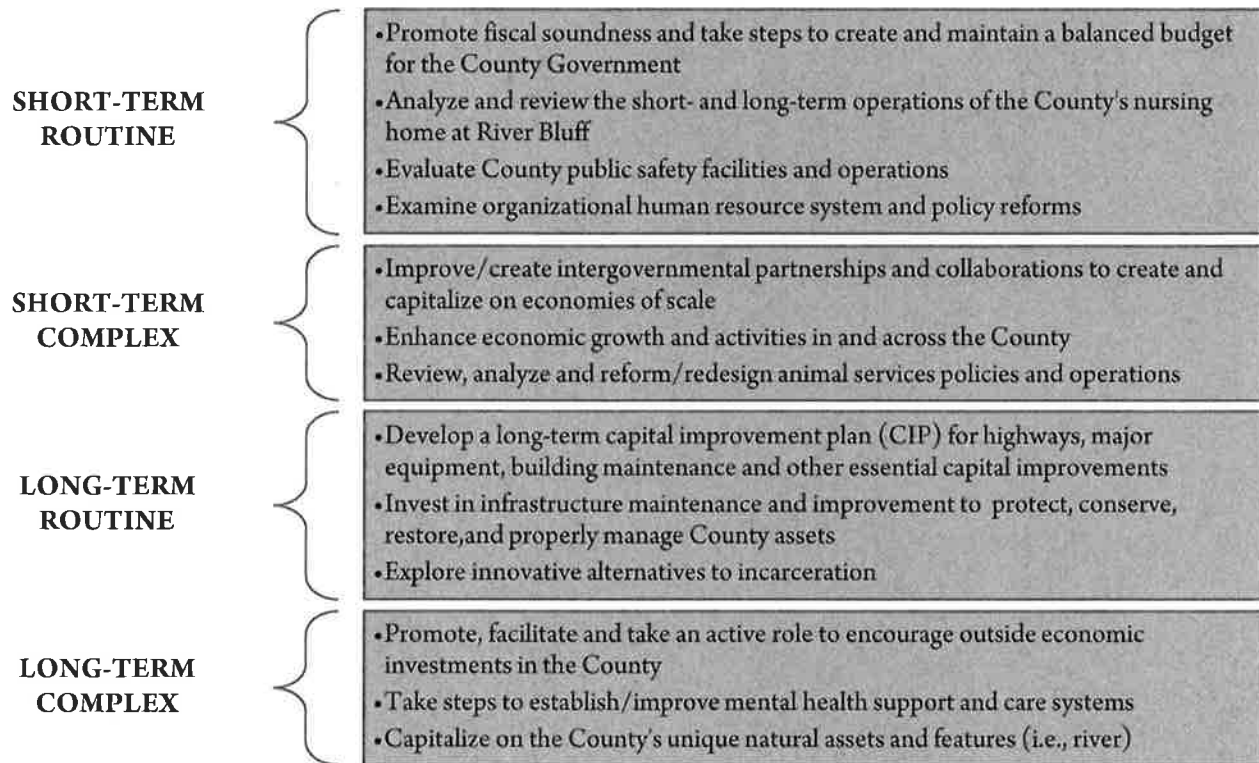 SHORT-TERM
ROUTINE
•Promote fiscal soundness and take steps to create and maintain a balanced budget
for the County Government
•Analyze and review the short- and long-term operations of the County's nursing
home at River Bluff
•Evaluate County public safety facilities and operations
•Examine organizational human resource system and policy reforms
SHORT-TERM
COMPLEX
•Improve/create intergovernmental partnerships and collaborations to create and
capitalize on economies of scale
•Enhance economic growth and activities in and across the County
•Review, analyze and reform/redesign animal services policies and operations
LONG-TERM
ROUTINE
•Develop a long-term capital improvement plan (CIP) for highways, major
equipment, building maintenance and other essential capital improvements
•Invest in infrastructure maintenance and improvement to protect, conserve,
restore,and properly manage County assets
•Explore innovative alternatives to incarceration
LONG-TERM
COMPLEX
•Promote, facilitate and take an active role to encourage outside economic
investments in the County
•Take steps to establish/improve mental health support and care systems
•Capitalize on the County's unique natural assets and features (i.e., river)